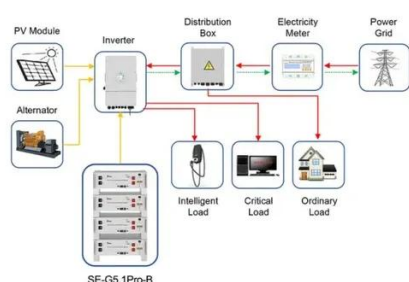 PV Module
Inverter
Distribution
Box
Electricity
Meter
Power
Grid
Alternator
Intelligent
Load
Critical
Load
Ordinary
Load
SE-G5.1Pro-B